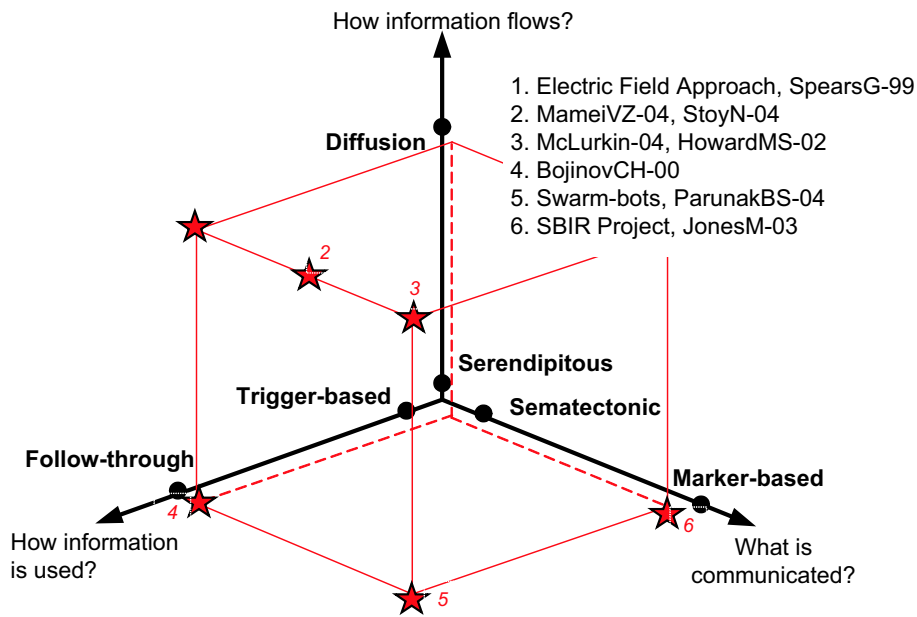 How information flows?
1. Electric Field Approach, SpearsG-99
2. MameiVZ-04, StoyN-04
3. McLurkin-04, HowardMS-02
4. BojinovCH-00
5. Swarm-bots, ParunakBS-04
6. SBIR Project, JonesM-03
Diffusion
2
3
Serendipitous
Trigger-based
Sematectonic
Follow-through
Marker-based
4
6
How information
is used?
What is
communicated?
5